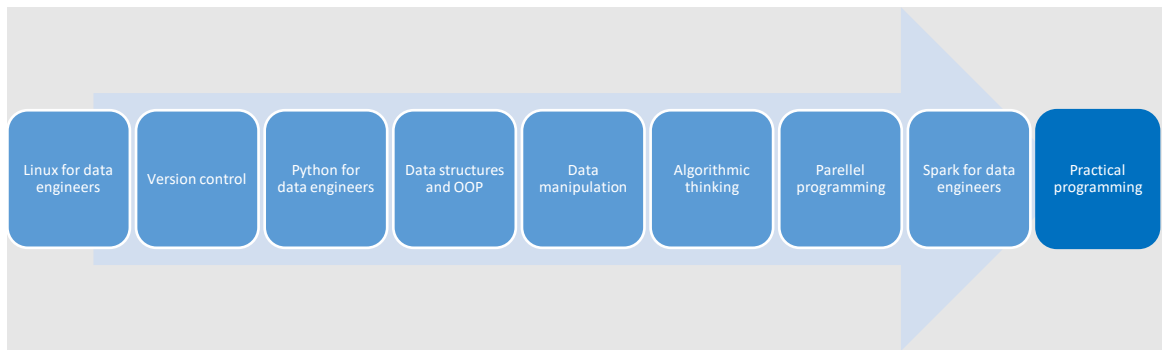 Linux for data
engineers
Version control
Python for
data engineers
Data structures
and OOP
Data
manipulation
Algorithmic
thinking
Parellel
programming
Spark for data
engineers
Practical
programming